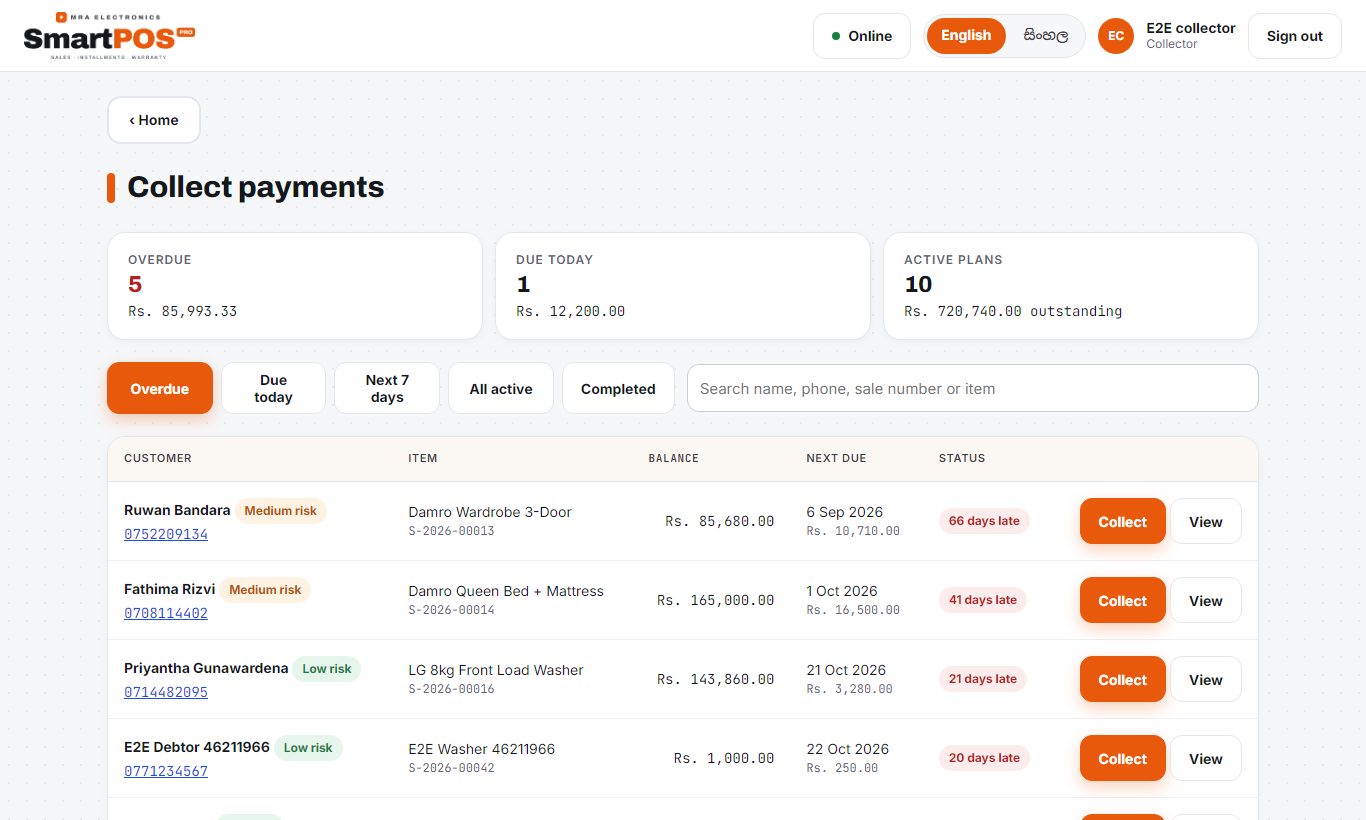 MRA ELECTRONICS
SmartPOS PRO
SALES · INSTALLMENTS · WARRANTY
Online
English
සිංහල
EC
E2E collector
Collector
Sign out
‹ Home
Collect payments
OVERDUE
5
Rs. 85,993.33
DUE TODAY
1
Rs. 12,200.00
ACTIVE PLANS
10
Rs. 720,740.00 outstanding
Overdue
Due today
Next 7 days
All active
Completed
Search name, phone, sale number or item
CUSTOMER ITEM BALANCE NEXT DUE STATUS
Ruwan Bandara Medium risk
0752209134
Damro Wardrobe 3-Door
S-2026-00013
Rs. 85,680.00
6 Sep 2026
Rs. 10,710.00
66 days late
Collect
View
Fathima Rizvi Medium risk
0708114402
Damro Queen Bed + Mattress
S-2026-00014
Rs. 165,000.00
1 Oct 2026
Rs. 16,500.00
41 days late
Collect
View
Priyantha Gunawardena Low risk
0714482095
LG 8kg Front Load Washer
S-2026-00016
Rs. 143,860.00
21 Oct 2026
Rs. 3,280.00
21 days late
Collect
View
E2E Debtor 46211966 Low risk
0771234567
E2E Washer 46211966
S-2026-00042
Rs. 1,000.00
22 Oct 2026
Rs. 250.00
20 days late
Collect
View